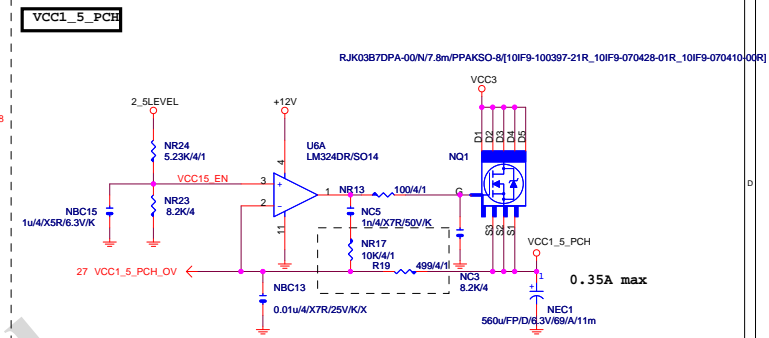 VCC1_5_PCH
RJK03B7DPA-00/N/7.8m/PPAKSO-8/[10IF9-100397-21R_10IF9-070428-01R_10IF9-070410-00R]
VCC3
2_5LEVEL
+12V
8
D1
D2
D3
D4
D5
NR24
5.23K/4/1
U6A
LM324DR/SO14
NQ1
4
VCC15_EN
3
+
1
NR13
100/4/1
G
D
2
-
NR23
8.2K/4
NBC15
1u/4/X5R/6.3V/K
11
NC5
1n/4/X7R/50V/K
S3
S2
S1
NR17
10K/4/1
VCC1_5_PCH
27 VCC1_5_PCH_OV
R19
499/4/1
NC3
8.2K/4
0.35A max
NBC13
0.01u/4/X7R/25V/K/X
1
+
NEC1
560u/FP/D/6.3V/69/A/11m